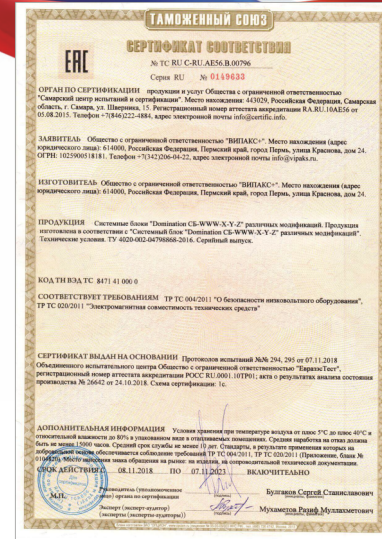 ТАМОЖЕННЫЙ СОЮЗ
СЕРТИФИКАТ СООТВЕТСТВИЯ
ЕАС
№ ТС RU C-RU.АЕ56.В.00796
Серия RU № 0149633
ОРГАН ПО СЕРТИФИКАЦИИ продукции и услуг Общества с ограниченной ответственностью
"Самарский центр испытаний и сертификации". Место нахождения: 443029, Российская Федерация, Самарская
область, г. Самара, ул. Шверника, 15. Регистрационный номер аттестата аккредитации RA.RU.10АЕ56 от
05.08.2015. Телефон +7(846)222-4884, адрес электронной почты info@certific.info.
ЗАЯВИТЕЛЬ Общество с ограниченной ответственностью "ВИПАКС+". Место нахождения (адрес
юридического лица): 614000, Российская Федерация, Пермский край, город Пермь, улица Краснова, дом 24.
ОГРН: 1025900518181. Телефон +7(342)206-04-22, адрес электронной почты info@vipaks.ru.
ИЗГОТОВИТЕЛЬ Общество с ограниченной ответственностью "ВИПАКС+". Место нахождения (адрес
юридического лица): 614000, Российская Федерация, Пермский край, город Пермь, улица Краснова, дом 24.
ПРОДУКЦИЯ Системные блоки "Domination СБ-WWW-X-Y-Z" различных модификаций. Продукция
изготовлена в соответствии с "Системный блок "Domination СБ-WWW-X-Y-Z" различных модификаций".
Технические условия. ТУ 4020-002-04798868-2016. Серийный выпуск.
КОД ТН ВЭД ТС 8471 41 000 0
СООТВЕТСТВУЕТ ТРЕБОВАНИЯМ ТР ТС 004/2011 "О безопасности низковольтного оборудования",
ТР ТС 020/2011 "Электромагнитная совместимость технических средств"
СЕРТИФИКАТ ВЫДАН НА ОСНОВАНИИ Протоколов испытаний №№ 294, 295 от 07.11.2018
Объединенного испытательного центра Общество с ограниченной ответственностью "ЕвразэсТест",
регистрационный номер аттестата аккредитации РОСС RU.0001.10ТР01; акта о результатах анализа состояния
производства № 26642 от 24.10.2018. Схема сертификации: 1с.
ДОПОЛНИТЕЛЬНАЯ ИНФОРМАЦИЯ Условия хранения при температуре воздуха от плюс 5°С до плюс 40°С и
относительной влажности до 80% в упакованном виде в отапливаемых помещениях. Средняя наработка на отказ должна
быть не менее 15000 часов. Средний срок службы не менее 10 лет. Стандарты, в результате применения которых на
добровольной основе обеспечивается соблюдение требований ТР ТС 004/2011, ТР ТС 020/2011 (Приложение, бланк №
0104820). Место нанесения знака обращения на рынке: на изделии, на сопроводительной технической документации.
СРОК ДЕЙСТВИЯ С 08.11.2018 ПО 07.11.2023
М.П.
Руководитель (уполномоченное
лицо) органа по сертификации
Булгаков Сергей Станиславович
Эксперт (эксперт-аудитор)
(эксперты (эксперты-аудиторы))
Мухаметов Разиф Муллахметович